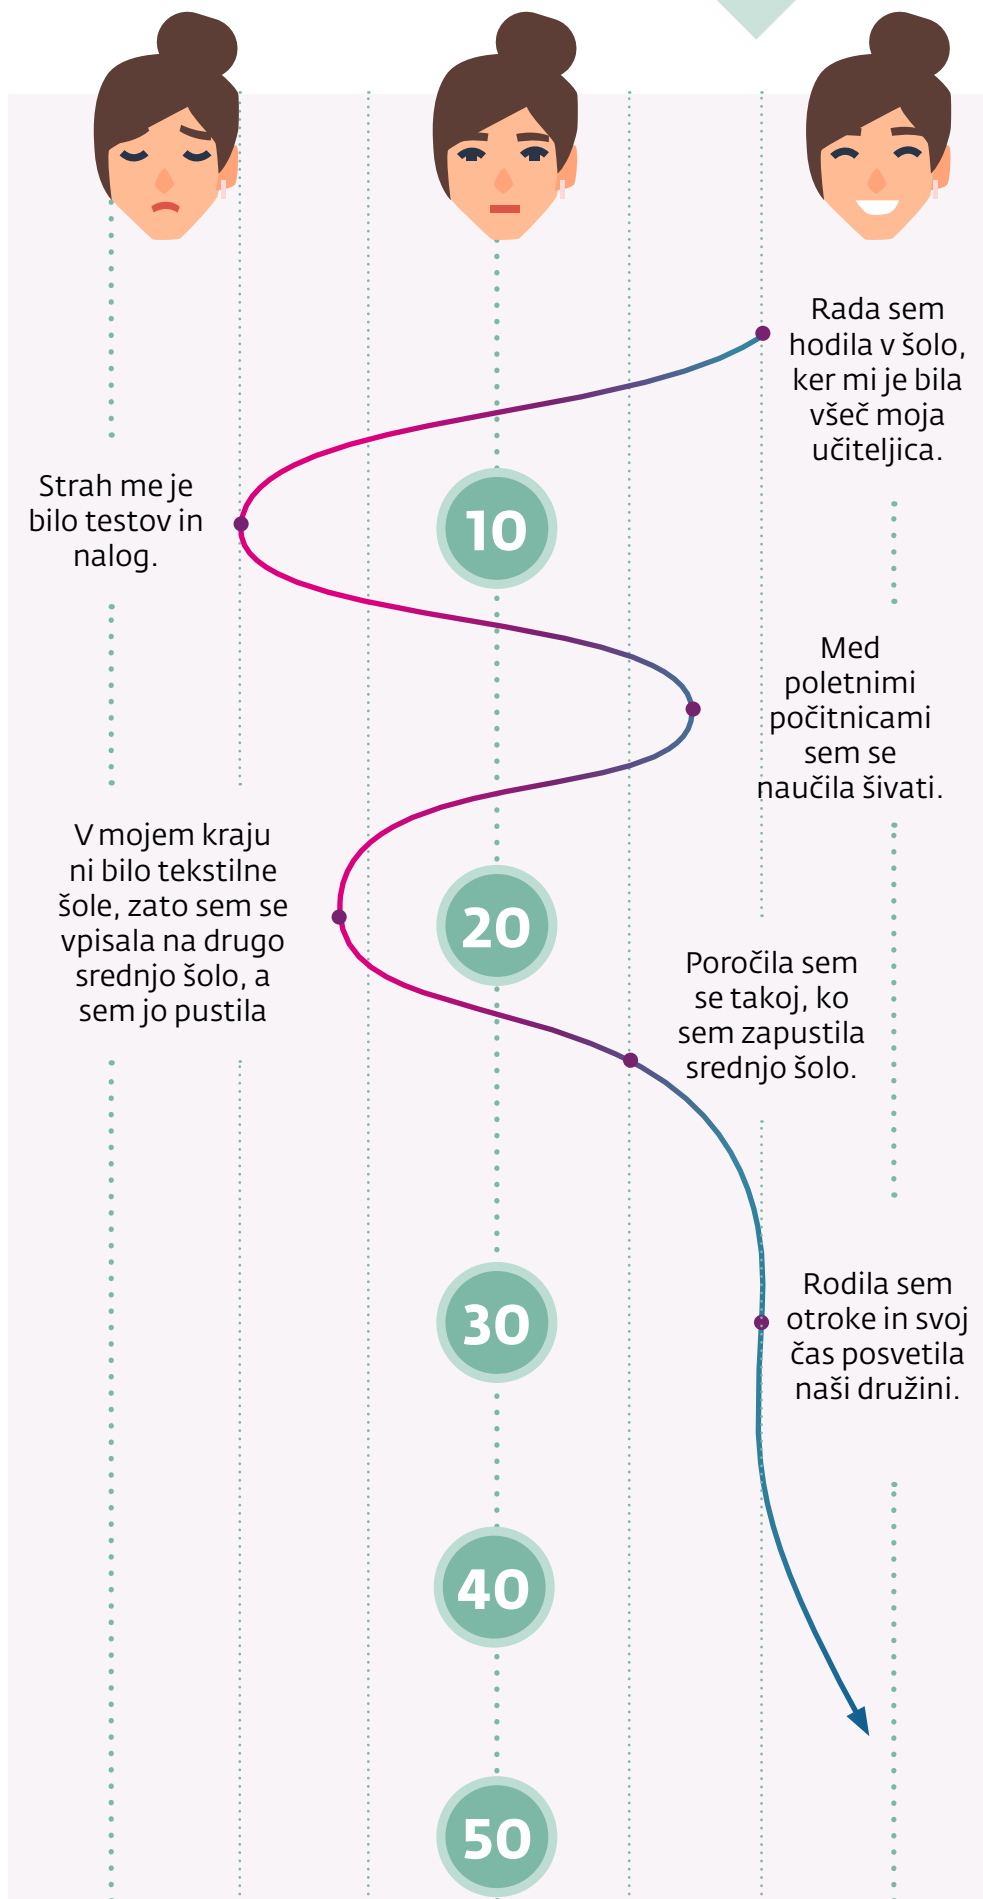 Rada sem
hodila v šolo,
ker mi je bila
všeč moja
učiteljica.
Strah me je
bilo testov in
nalog.
10
Med
poletnimi
počitnicami
sem se
naučila šivati.
V mojem kraju
ni bilo tekstilne
šole, zato sem se
vpisala na drugo
srednjo šolo, a
sem jo pustila
20
Poročila sem
se takoj, ko
sem zapustila
srednjo šolo.
30
Rodila sem
otroke in svoj
čas posvetila
naši družini.
40
50